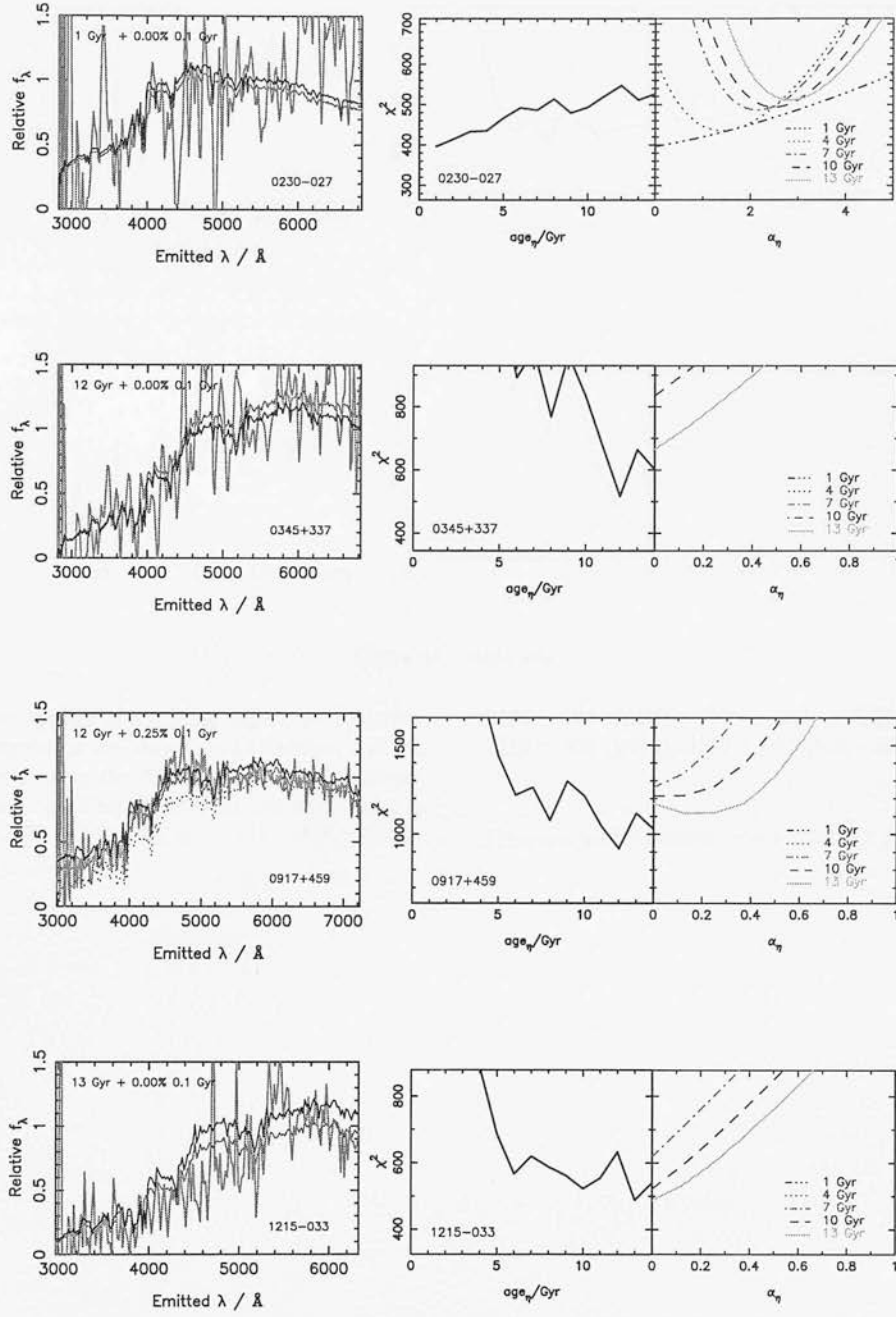 1.5
1
0.5
0
Relative fλ
1 Gyr + 0.00% 0.1 Gyr
0230−027
3000 4000 5000 6000
Emitted λ / Å
700
600
500
400
300
χ²
0230−027
0 5 10
age_η/Gyr
1 Gyr
4 Gyr
7 Gyr
10 Gyr
13 Gyr
0 2 4
α_η
1.5
1
0.5
0
Relative fλ
12 Gyr + 0.00% 0.1 Gyr
0345+337
3000 4000 5000 6000
Emitted λ / Å
800
600
400
χ²
0345+337
0 5 10
age_η/Gyr
1 Gyr
4 Gyr
7 Gyr
10 Gyr
13 Gyr
0 0.2 0.4 0.6 0.8 1
α_η
1.5
1
0.5
0
Relative fλ
12 Gyr + 0.25% 0.1 Gyr
0917+459
3000 4000 5000 6000 7000
Emitted λ / Å
1500
1000
χ²
0917+459
0 5 10
age_η/Gyr
1 Gyr
4 Gyr
7 Gyr
10 Gyr
13 Gyr
0 0.2 0.4 0.6 0.8 1
α_η
1.5
1
0.5
0
Relative fλ
13 Gyr + 0.00% 0.1 Gyr
1215−033
3000 4000 5000 6000
Emitted λ / Å
800
600
400
χ²
1215−033
0 5 10
age_η/Gyr
1 Gyr
4 Gyr
7 Gyr
10 Gyr
13 Gyr
0 0.2 0.4 0.6 0.8 1
α_η